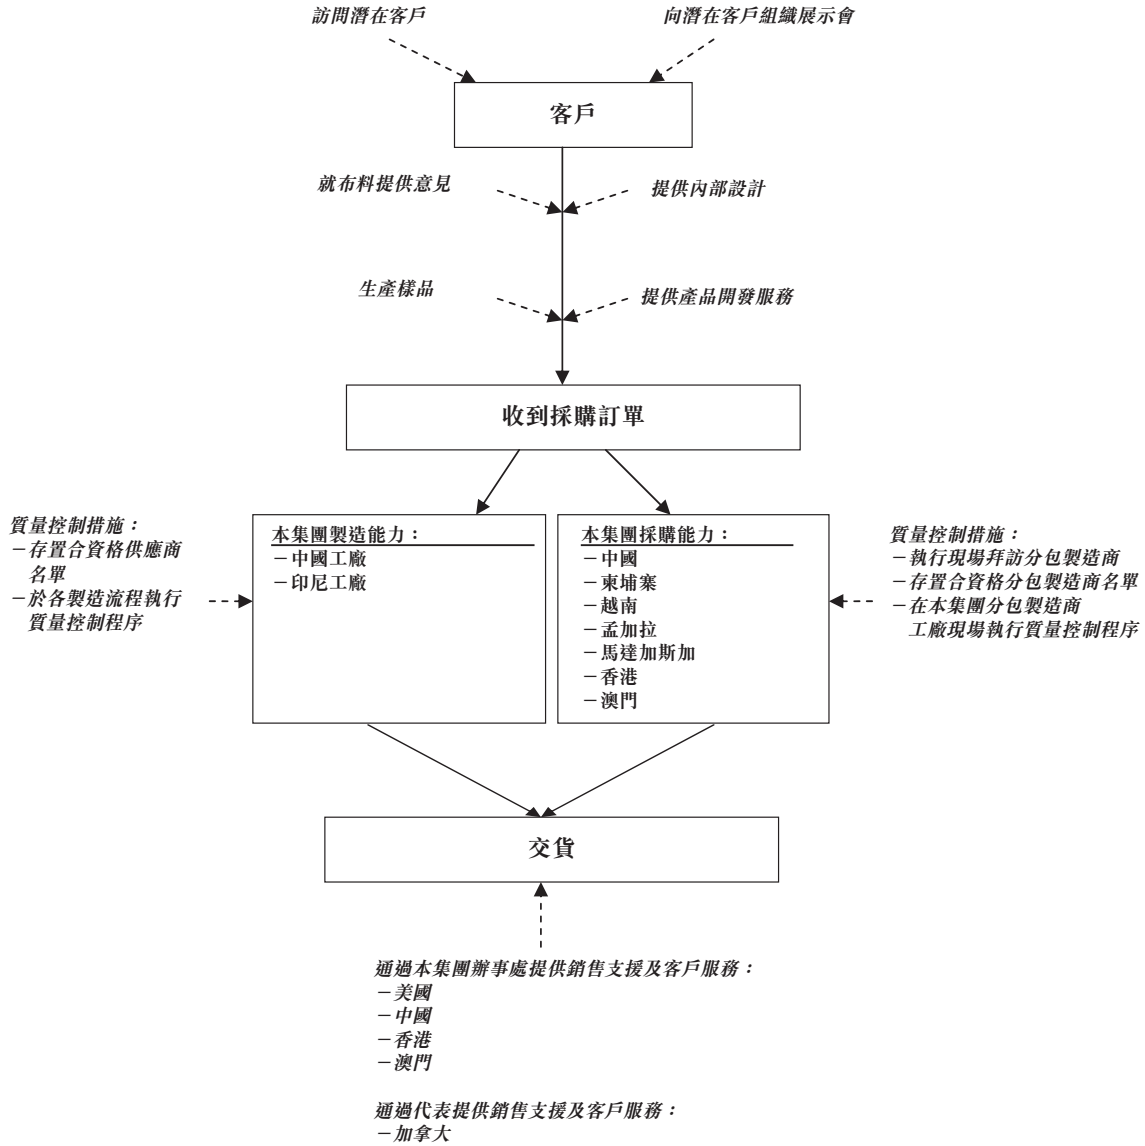 訪問潛在客戶
向潛在客戶組織展示會
客戶
就布料提供意見
提供內部設計
生產樣品
提供產品開發服務
收到採購訂單
質量控制措施：
－存置合資格供應商
名單
－於各製造流程執行
質量控制程序
本集團製造能力：
－中國工廠
－印尼工廠
本集團採購能力：
－中國
－柬埔寨
－越南
－孟加拉
－馬達加斯加
－香港
－澳門
質量控制措施：
－執行現場拜訪分包製造商
－存置合資格分包製造商名單
－在本集團分包製造商
工廠現場執行質量控制程序
交貨
通過本集團辦事處提供銷售支援及客戶服務：
－美國
－中國
－香港
－澳門
通過代表提供銷售支援及客戶服務：
－加拿大